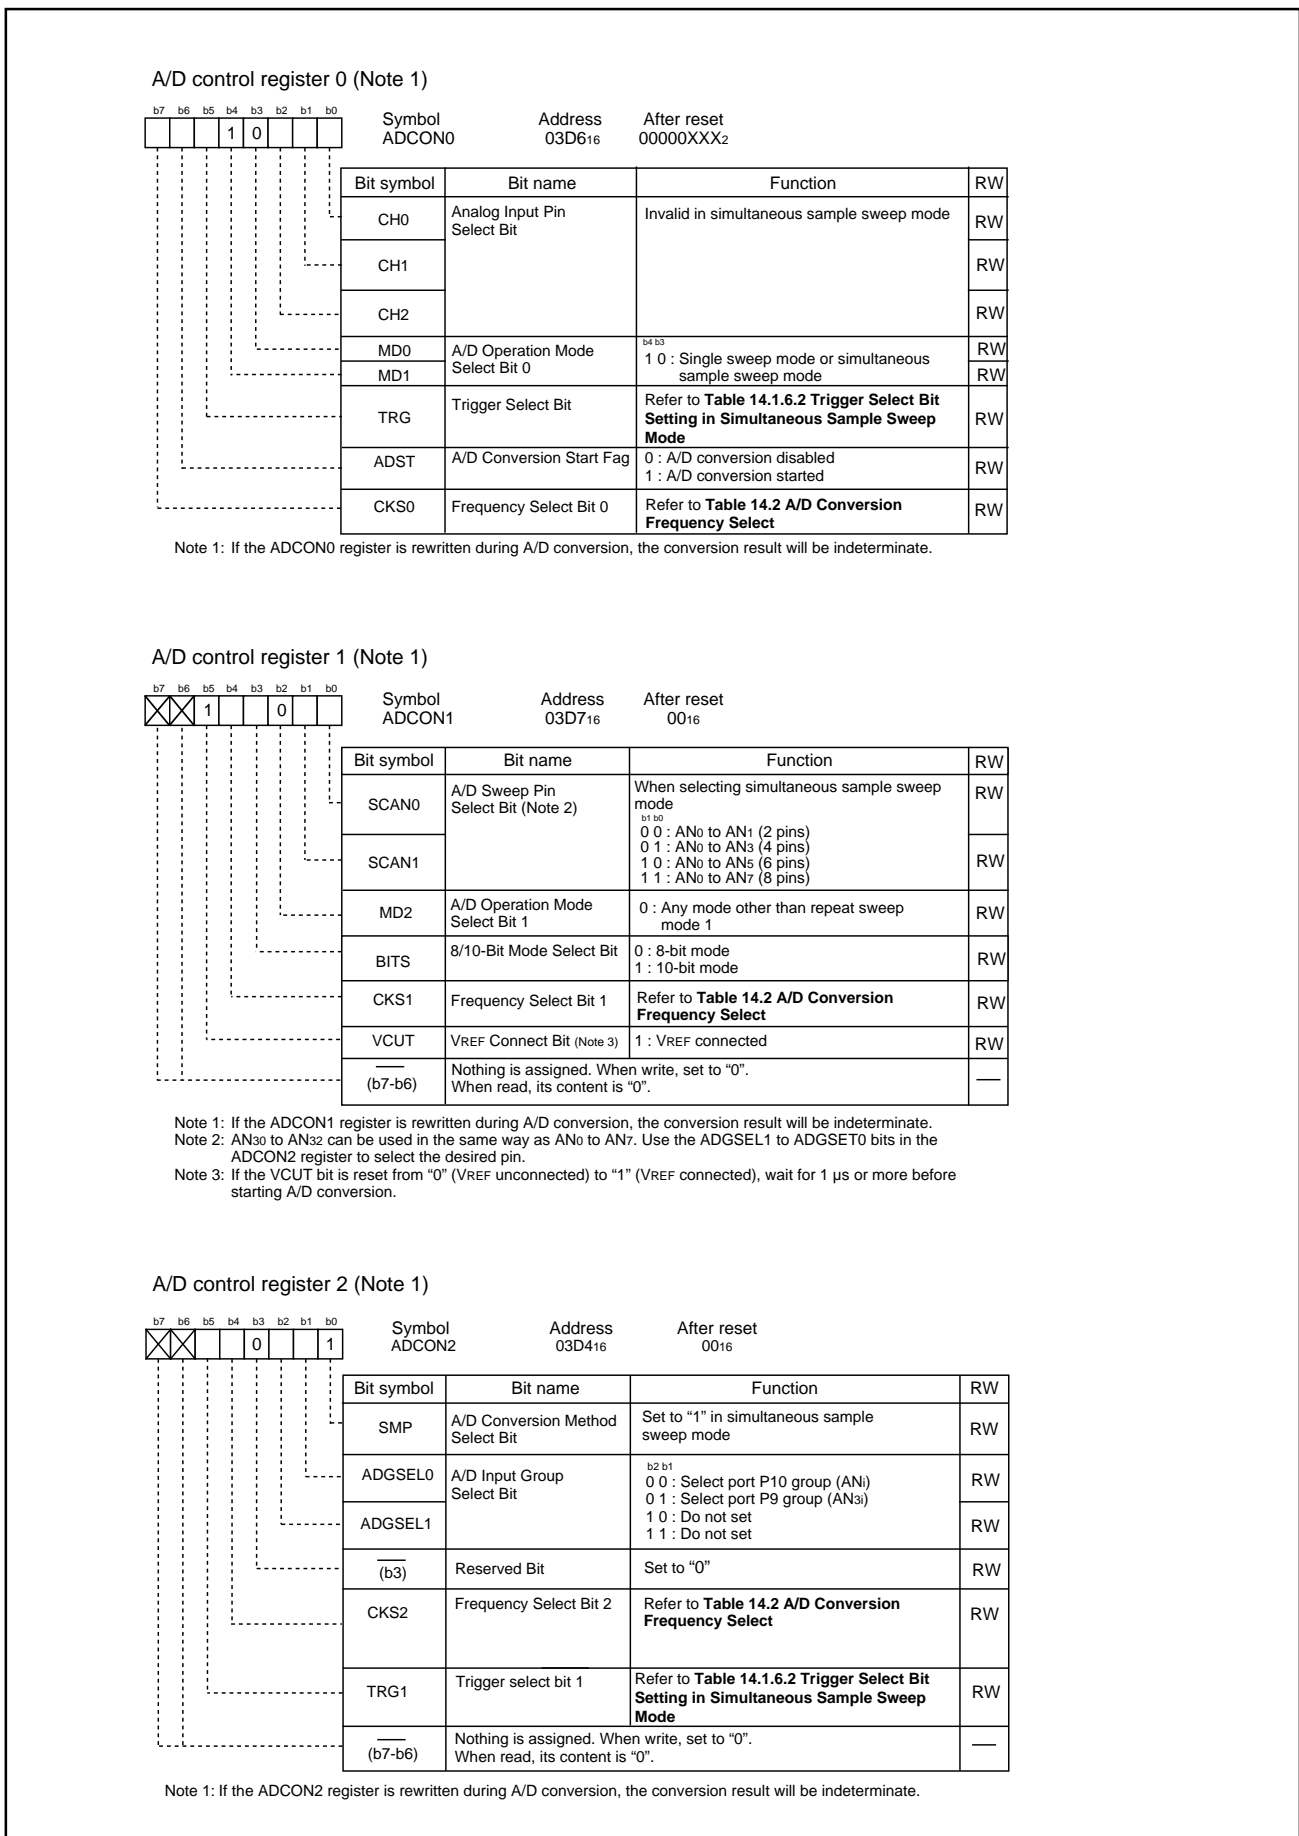 A/D control register 0 (Note 1)
b7 b6 b5 b4 b3 b2 b1 b0
1 0
Symbol Address After reset
ADCON0 03D616 00000XXX2
Bit symbol Bit name Function RW
CH0 Analog Input Pin Select Bit Invalid in simultaneous sample sweep mode RW
CH1 RW
CH2 RW
MD0 A/D Operation Mode Select Bit 0 b4 b3 RW
1 0 : Single sweep mode or simultaneous
MD1 sample sweep mode RW
TRG Trigger Select Bit Refer to Table 14.1.6.2 Trigger Select Bit RW
Setting in Simultaneous Sample Sweep
Mode
ADST A/D Conversion Start Fag 0 : A/D conversion disabled RW
1 : A/D conversion started
CKS0 Frequency Select Bit 0 Refer to Table 14.2 A/D Conversion RW
Frequency Select
Note 1: If the ADCON0 register is rewritten during A/D conversion, the conversion result will be indeterminate.
A/D control register 1 (Note 1)
b7 b6 b5 b4 b3 b2 b1 b0
1 0
Symbol Address After reset
ADCON1 03D716 0016
Bit symbol Bit name Function RW
SCAN0 A/D Sweep Pin Select Bit (Note 2) When selecting simultaneous sample sweep RW
mode
b1 b0
0 0 : AN0 to AN1 (2 pins)
0 1 : AN0 to AN3 (4 pins)
SCAN1 1 0 : AN0 to AN5 (6 pins) RW
1 1 : AN0 to AN7 (8 pins)
MD2 A/D Operation Mode Select Bit 1 0 : Any mode other than repeat sweep RW
mode 1
BITS 8/10-Bit Mode Select Bit 0 : 8-bit mode RW
1 : 10-bit mode
CKS1 Frequency Select Bit 1 Refer to Table 14.2 A/D Conversion RW
Frequency Select
VCUT VREF Connect Bit (Note 3) 1 : VREF connected RW
(b7-b6) Nothing is assigned. When write, set to “0”. —
When read, its content is “0”.
Note 1: If the ADCON1 register is rewritten during A/D conversion, the conversion result will be indeterminate.
Note 2: AN30 to AN32 can be used in the same way as AN0 to AN7. Use the ADGSEL1 to ADGSET0 bits in the
ADCON2 register to select the desired pin.
Note 3: If the VCUT bit is reset from “0” (VREF unconnected) to “1” (VREF connected), wait for 1 µs or more before
starting A/D conversion.
A/D control register 2 (Note 1)
b7 b6 b5 b4 b3 b2 b1 b0
0 1
Symbol Address After reset
ADCON2 03D416 0016
Bit symbol Bit name Function RW
SMP A/D Conversion Method Select Bit Set to “1” in simultaneous sample RW
sweep mode
ADGSEL0 A/D Input Group Select Bit b2 b1 RW
0 0 : Select port P10 group (ANi)
0 1 : Select port P9 group (AN3i)
ADGSEL1 1 0 : Do not set RW
1 1 : Do not set
(b3) Reserved Bit Set to “0” RW
CKS2 Frequency Select Bit 2 Refer to Table 14.2 A/D Conversion RW
Frequency Select
TRG1 Trigger select bit 1 Refer to Table 14.1.6.2 Trigger Select Bit RW
Setting in Simultaneous Sample Sweep
Mode
(b7-b6) Nothing is assigned. When write, set to “0”. —
When read, its content is “0”.
Note 1: If the ADCON2 register is rewritten during A/D conversion, the conversion result will be indeterminate.